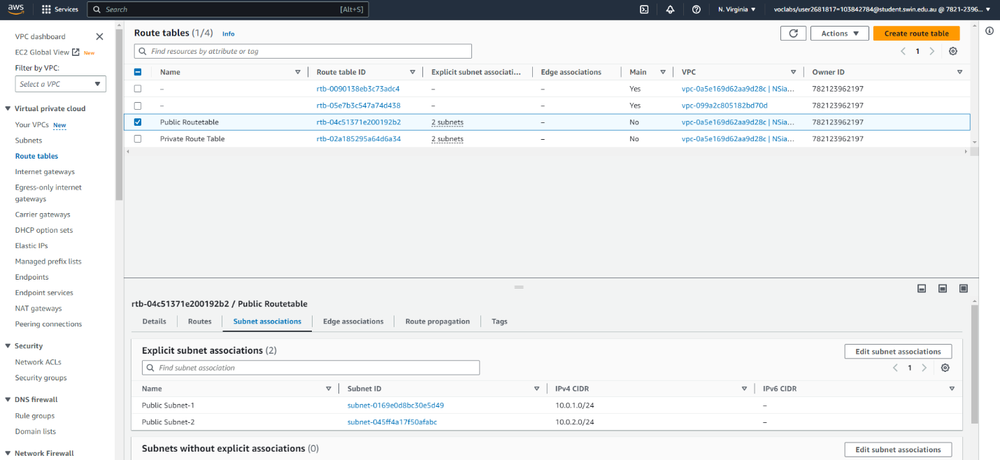 aws Services Search [Alt+S] N. Virginia voclabs/user2681817=103842784@student.swin.edu.au @ 7821-2396...
VPC dashboard
EC2 Global View New
Filter by VPC:
Select a VPC
Virtual private cloud
Your VPCs New
Subnets
Route tables
Internet gateways
Egress-only internet
gateways
Carrier gateways
DHCP option sets
Elastic IPs
Managed prefix lists
Endpoints
Endpoint services
NAT gateways
Peering connections
Security
Network ACLs
Security groups
DNS firewall
Rule groups
Domain lists
Network Firewall
Route tables (1/4) Info Actions Create route table
Find resources by attribute or tag 1
Name Route table ID Explicit subnet associati... Edge associations Main VPC Owner ID
– rtb-0090138eb3c73adc4 – – Yes vpc-0a5e169d62aa9d28c | NSia... 782123962197
– rtb-05e7b3c547a74d438 – – Yes vpc-099a2c805182bd70d 782123962197
Public Routetable rtb-04c51371e200192b2 2 subnets – No vpc-0a5e169d62aa9d28c | NSia... 782123962197
Private Route Table rtb-02a185295a64d6a34 2 subnets – No vpc-0a5e169d62aa9d28c | NSia... 782123962197
rtb-04c51371e200192b2 / Public Routetable
Details Routes Subnet associations Edge associations Route propagation Tags
Explicit subnet associations (2) Edit subnet associations
Find subnet association 1
Name Subnet ID IPv4 CIDR IPv6 CIDR
Public Subnet-1 subnet-0169e0d8bc30e5d49 10.0.1.0/24 –
Public Subnet-2 subnet-045ff4a17f50afabc 10.0.2.0/24 –
Subnets without explicit associations (0) Edit subnet associations